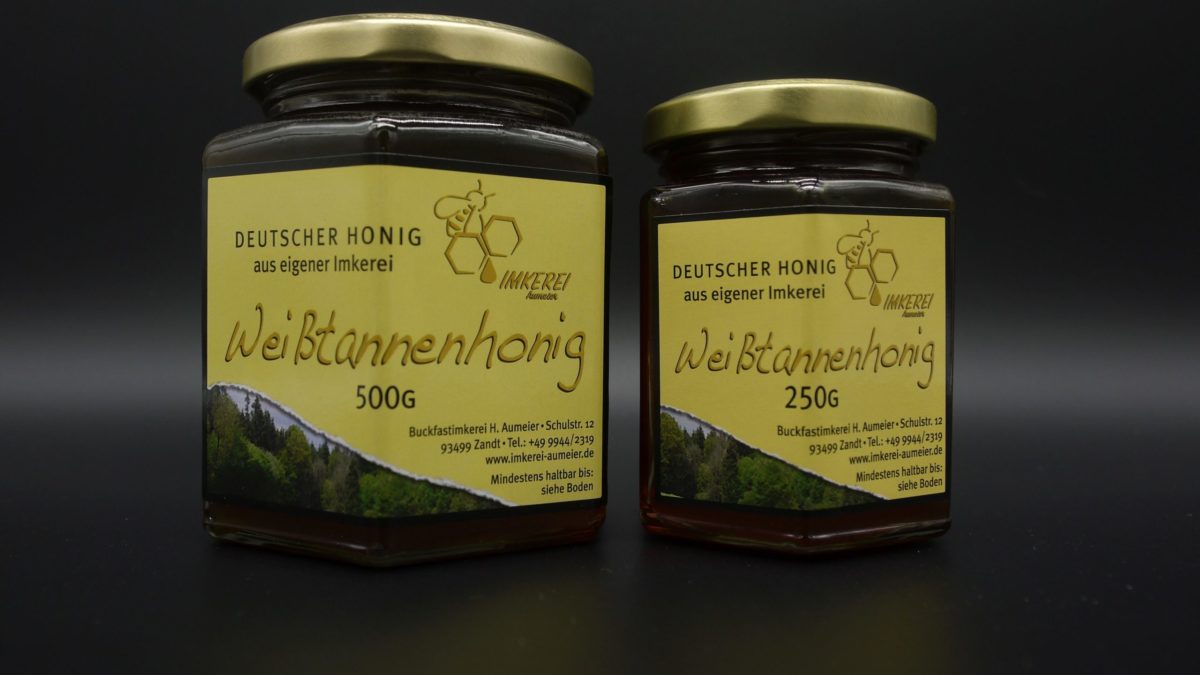 DEUTSCHER HONIG
aus eigener Imkerei
IMKEREI
Aumeier
Weißtannenhonig
500G
Buckfastimkerei H. Aumeier • Schulstr. 12
93499 Zandt • Tel.: +49 9944/2319
www.imkerei-aumeier.de
Mindestens haltbar bis:
siehe Boden
DEUTSCHER HONIG
aus eigener Imkerei
IMKEREI
Aumeier
Weißtannenhonig
250G
Buckfastimkerei H. Aumeier • Schulstr. 12
93499 Zandt • Tel.: +49 9944/2319
www.imkerei-aumeier.de
Mindestens haltbar bis:
siehe Boden